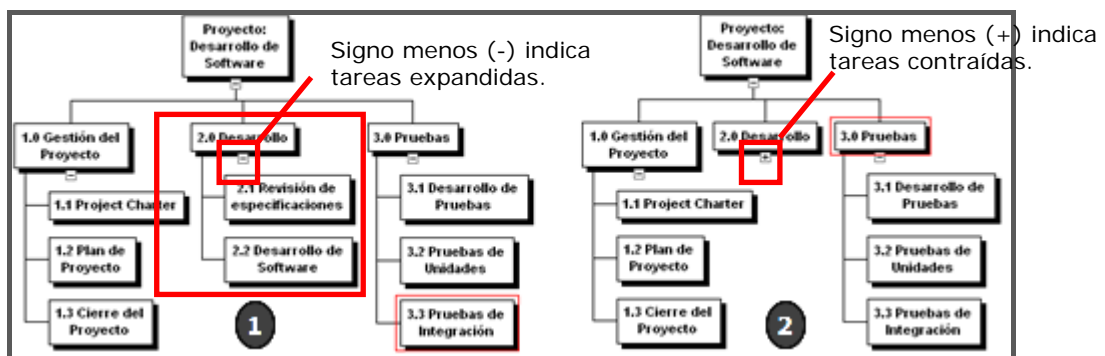 Proyecto:
Desarrollo de
Software
Signo menos (-) indica
tareas expandidas.
1.0 Gestión del
Proyecto
2.0 Desarrollo
3.0 Pruebas
1.1 Project Charter
2.1 Revisión de
especificaciones
3.1 Desarrollo de
Pruebas
1.2 Plan de
Proyecto
2.2 Desarrollo de
Software
3.2 Pruebas de
Unidades
1.3 Cierre del
Proyecto
3.3 Pruebas de
Integración
1
Proyecto:
Desarrollo de
Software
Signo menos (+) indica
tareas contraídas.
1.0 Gestión del
Proyecto
2.0 Desarrollo
3.0 Pruebas
1.1 Project Charter
3.1 Desarrollo de
Pruebas
1.2 Plan de
Proyecto
3.2 Pruebas de
Unidades
1.3 Cierre del
Proyecto
3.3 Pruebas de
Integración
2